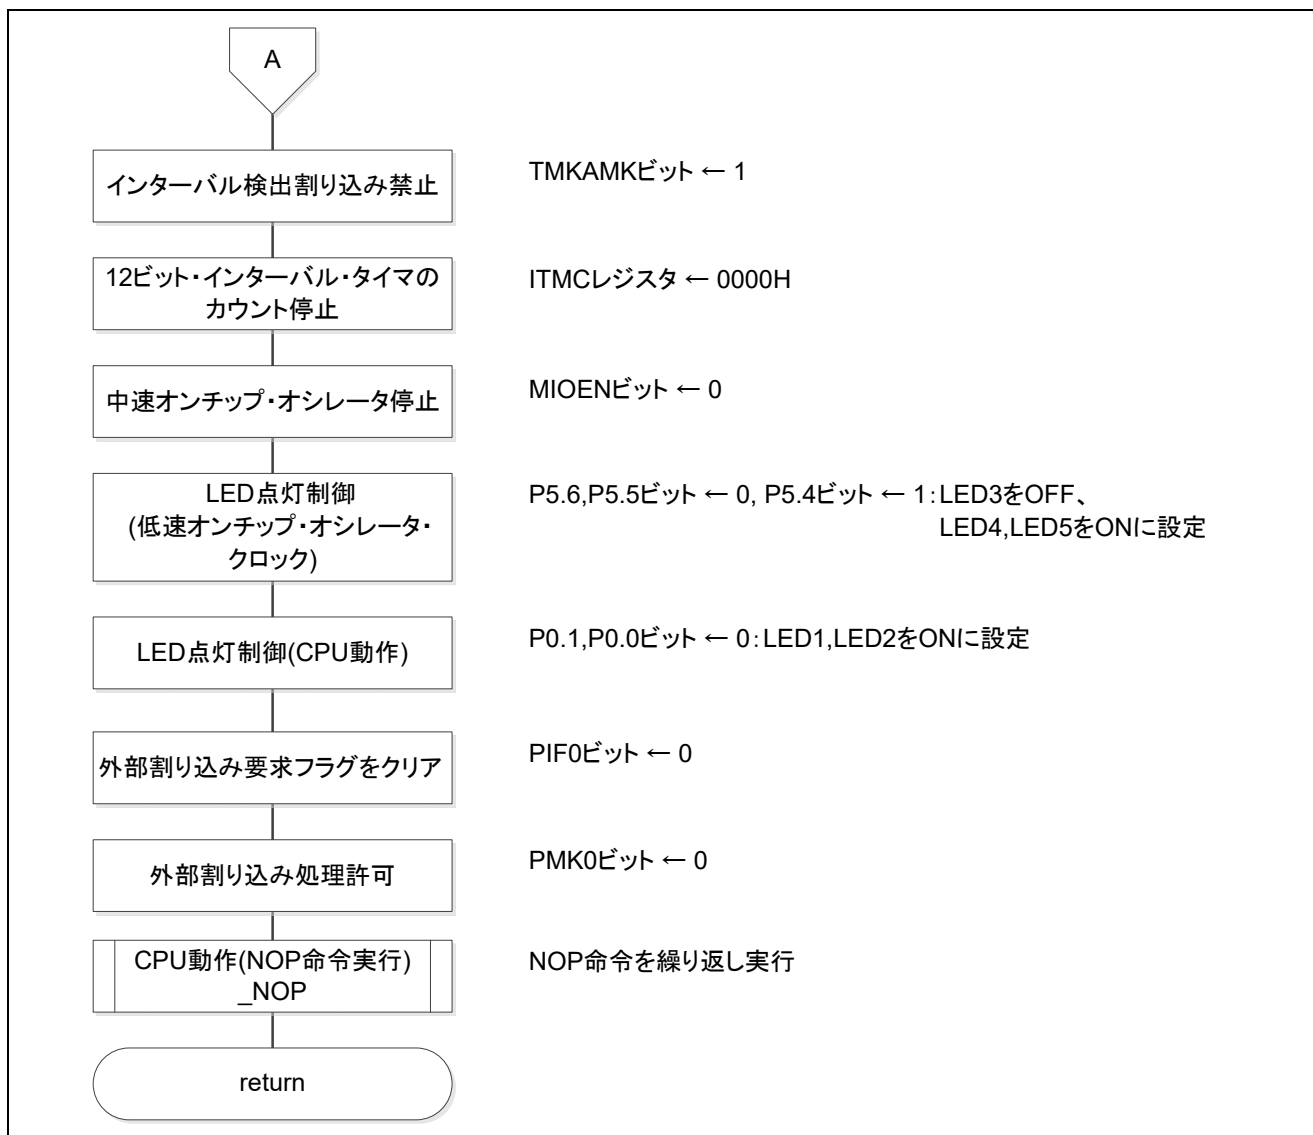 A
インターバル検出割り込み禁止
TMKAMKビット ← 1
12ビット・インターバル・タイマの
カウント停止
ITMCレジスタ ← 0000H
中速オンチップ・オシレータ停止
MIOENビット ← 0
LED点灯制御
(低速オンチップ・オシレータ・
クロック)
P5.6,P5.5ビット ← 0, P5.4ビット ← 1：LED3をOFF、
LED4,LED5をONに設定
LED点灯制御(CPU動作)
P0.1,P0.0ビット ← 0：LED1,LED2をONに設定
外部割り込み要求フラグをクリア
PIF0ビット ← 0
外部割り込み処理許可
PMK0ビット ← 0
CPU動作(NOP命令実行)
_NOP
NOP命令を繰り返し実行
return